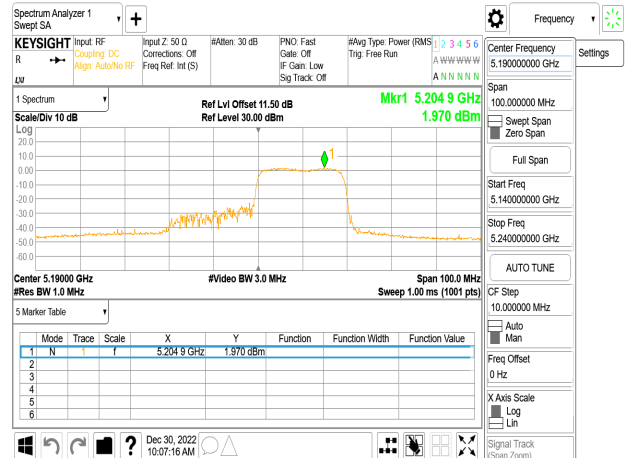 Spectrum Analyzer 1
Swept SA
Frequency
Settings
KEYSIGHT
Input: RF
Coupling: DC
Align: Auto/No RF
Input Z: 50 Ω
Corrections: Off
Freq Ref: Int (S)
#Atten: 30 dB
PNO: Fast
Gate: Off
IF Gain: Low
Sig Track: Off
#Avg Type: Power (RMS
Trig: Free Run
1 2 3 4 5 6
A W W W W W
A N N N N N
R
LXI
1 Spectrum
Scale/Div 10 dB
Ref Lvl Offset 11.50 dB
Ref Level 30.00 dBm
Mkr1 5.204 9 GHz
1.970 dBm
Log
20.0
10.0
0.00
-10.0
-20.0
-30.0
-40.0
-50.0
-60.0
1
Center 5.19000 GHz
#Res BW 1.0 MHz
#Video BW 3.0 MHz
Span 100.0 MHz
Sweep 1.00 ms (1001 pts)
5 Marker Table
Mode Trace Scale X Y Function Function Width Function Value
1 N 1 f 5.204 9 GHz 1.970 dBm
2
3
4
5
6
Dec 30, 2022
10:07:16 AM
Center Frequency
5.190000000 GHz
Span
100.000000 MHz
Swept Span
Zero Span
Full Span
Start Freq
5.140000000 GHz
Stop Freq
5.240000000 GHz
AUTO TUNE
CF Step
10.000000 MHz
Auto
Man
Freq Offset
0 Hz
X Axis Scale
Log
Lin
Signal Track
(Span Zoom)